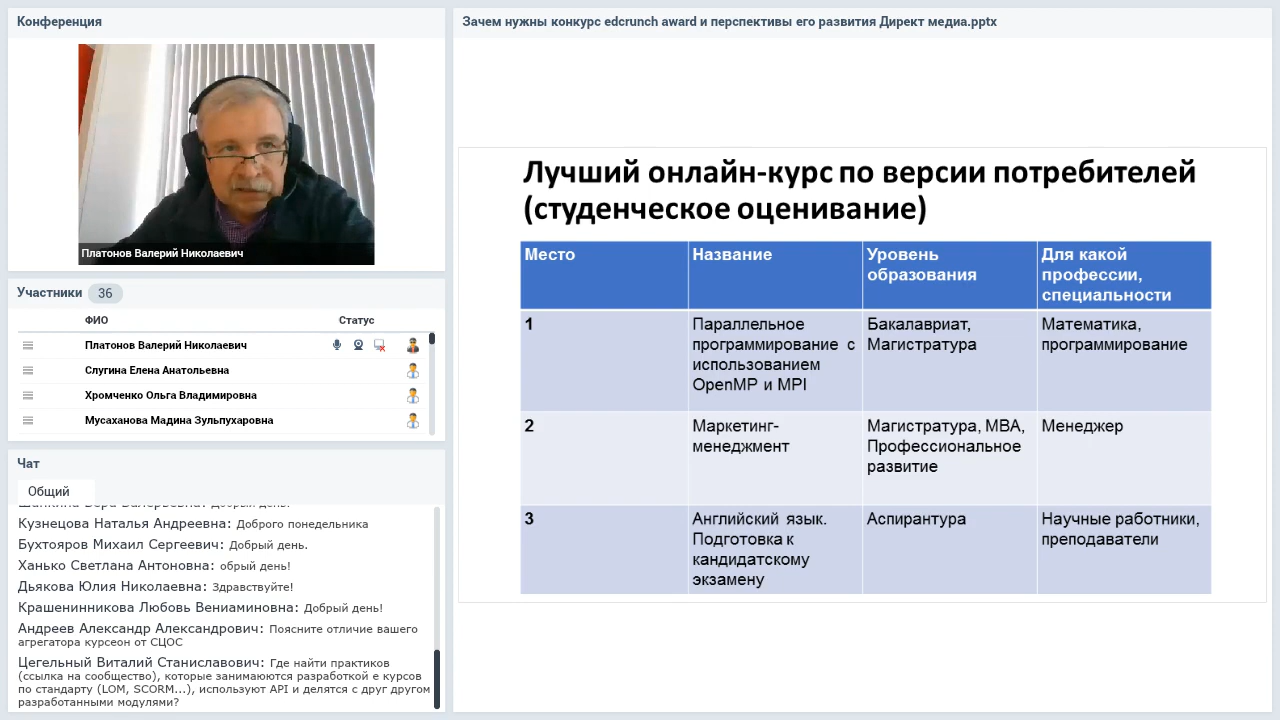 Конференция
Платонов Валерий Николаевич
Участники 36
ФИО Статус
Платонов Валерий Николаевич
Слугина Елена Анатольевна
Хромченко Ольга Владимировна
Мусаханова Мадина Зульпухаровна
Чат
Общий
Кузнецова Наталья Андреевна: Доброго понедельника
Бухтояров Михаил Сергеевич: Добрый день.
Ханько Светлана Антоновна: обрый день!
Дьякова Юлия Николаевна: Здравствуйте!
Крашенинникова Любовь Вениаминовна: Добрый день!
Андреев Александр Александрович: Поясните отличие вашего
агрегатора курсеон от СЦОС
Цегельный Виталий Станиславович: Где найти практиков
(ссылка на сообщество), которые занимаюются разработкой е курсов
по стандарту (LOM, SCORM...), используют API и делятся с друг другом
разработанными модулями?
Зачем нужны конкурс edcrunch award и перспективы его развития Директ медиа.pptx
Лучший онлайн-курс по версии потребителей
(студенческое оценивание)
Место Название Уровень Для какой
образования профессии,
специальности
1 Параллельное Бакалавриат, Математика,
программирование с Магистратура программирование
использованием
OpenMP и MPI
2 Маркетинг- Магистратура, MBA, Менеджер
менеджмент Профессиональное
развитие
3 Английский язык. Аспирантура Научные работники,
Подготовка к преподаватели
кандидатскому
экзамену